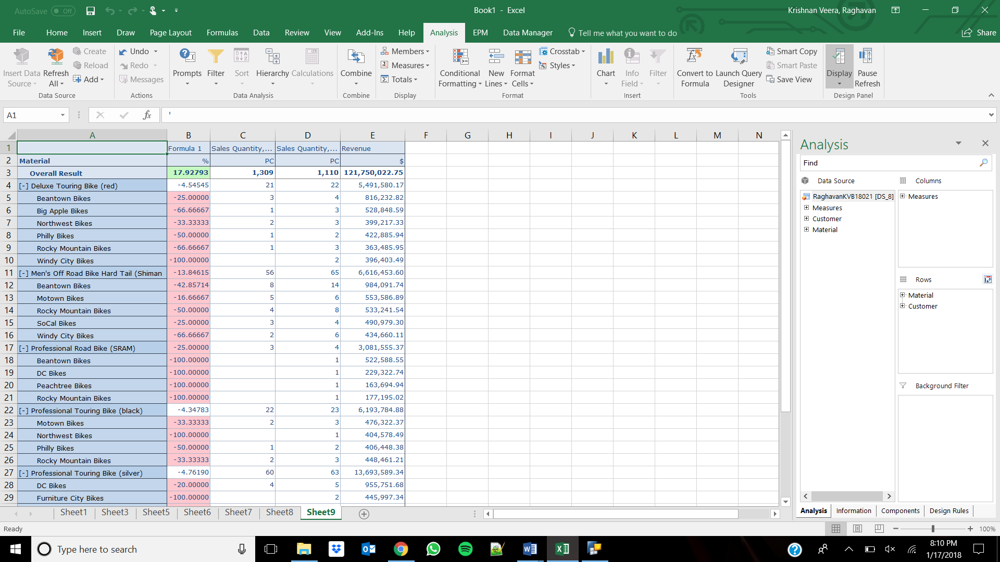 AutoSave Off
Book1 - Excel
Krishnan Veera, Raghavan
File Home Insert Draw Page Layout Formulas Data Review View Add-Ins Help Analysis EPM Data Manager Tell me what you want to do Share
Insert Data Source
Refresh All
Create
Reload
Add
Data Source
Undo
Redo
Messages
Actions
Prompts
Filter
Sort
Hierarchy
Calculations
Data Analysis
Combine
Combine
Members
Measures
Totals
Display
Conditional Formatting
New Lines
Format Cells
Crosstab
Styles
Format
Chart
Info Field
Filter
Insert
Convert to Formula
Launch Query Designer
Smart Copy
Smart Paste
Save View
Tools
Display
Pause Refresh
Design Panel
A1 fx '
A B C D E F G H I J K L M N
1 Formula 1 Sales Quantity,... Sales Quantity,... Revenue
2 Material % PC PC $
3 Overall Result 17.92793 1,309 1,110 121,750,022.75
4 [-] Deluxe Touring Bike (red) -4.54545 21 22 5,491,580.17
5 Beantown Bikes -25.00000 3 4 816,232.82
6 Big Apple Bikes -66.66667 1 3 528,848.59
7 Northwest Bikes -33.33333 2 3 399,217.33
8 Philly Bikes -50.00000 1 2 422,885.94
9 Rocky Mountain Bikes -66.66667 1 3 363,485.95
10 Windy City Bikes -100.00000 2 396,403.49
11 [-] Men's Off Road Bike Hard Tail (Shiman -13.84615 56 65 6,616,453.60
12 Beantown Bikes -42.85714 8 14 984,091.74
13 Motown Bikes -16.66667 5 6 553,586.89
14 Rocky Mountain Bikes -50.00000 4 8 533,241.54
15 SoCal Bikes -25.00000 3 4 490,979.30
16 Windy City Bikes -66.66667 2 6 434,660.11
17 [-] Professional Road Bike (SRAM) -25.00000 3 4 3,081,555.37
18 Beantown Bikes -100.00000 1 522,588.55
19 DC Bikes -100.00000 1 229,322.74
20 Peachtree Bikes -100.00000 1 163,694.94
21 Rocky Mountain Bikes -100.00000 1 177,195.02
22 [-] Professional Touring Bike (black) -4.34783 22 23 6,193,784.88
23 Motown Bikes -33.33333 2 3 476,322.37
24 Northwest Bikes -100.00000 1 404,578.49
25 Philly Bikes -50.00000 1 2 406,448.38
26 Rocky Mountain Bikes -33.33333 2 3 448,461.21
27 [-] Professional Touring Bike (silver) -4.76190 60 63 13,693,589.34
28 DC Bikes -20.00000 4 5 955,751.68
29 Furniture City Bikes -100.00000 2 445,997.34
Analysis
Find
Data Source
RaghavanKVB18021 [DS_8]
Measures
Customer
Material
Columns
Measures
Rows
Material
Customer
Background Filter
Analysis Information Components Design Rules
Sheet1 Sheet3 Sheet5 Sheet6 Sheet7 Sheet8 Sheet9
Ready
100%
Type here to search
8:10 PM
1/17/2018